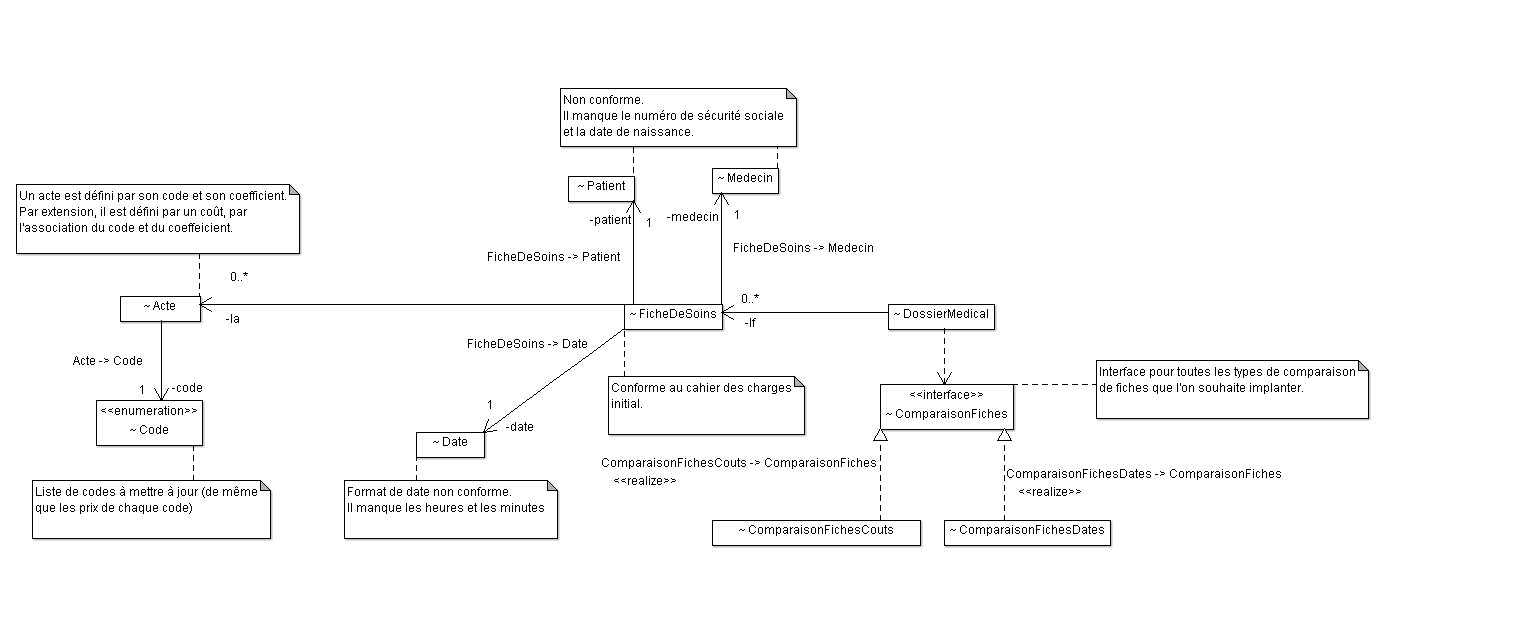 Non conforme.
Il manque le numéro de sécurité sociale
et la date de naissance.
~ Patient
~ Medecin
-patient
1
-medecin
1
FicheDeSoins -> Patient
FicheDeSoins -> Medecin
Un acte est défini par son code et son coefficient.
Par extension, il est défini par un coût, par
l'association du code et du coeffeicient.
0..*
~ Acte
-la
~ FicheDeSoins
0..*
-lf
~ DossierMedical
Acte -> Code
1
-code
<<enumeration>>
~ Code
FicheDeSoins -> Date
1
-date
~ Date
Conforme au cahier des charges
initial.
<<interface>>
~ ComparaisonFiches
Interface pour toutes les types de comparaison
de fiches que l'on souhaite implanter.
Liste de codes à mettre à jour (de même
que les prix de chaque code)
Format de date non conforme.
Il manque les heures et les minutes
ComparaisonFichesCouts -> ComparaisonFiches
<<realize>>
ComparaisonFichesDates -> ComparaisonFiches
<<realize>>
~ ComparaisonFichesCouts
~ ComparaisonFichesDates